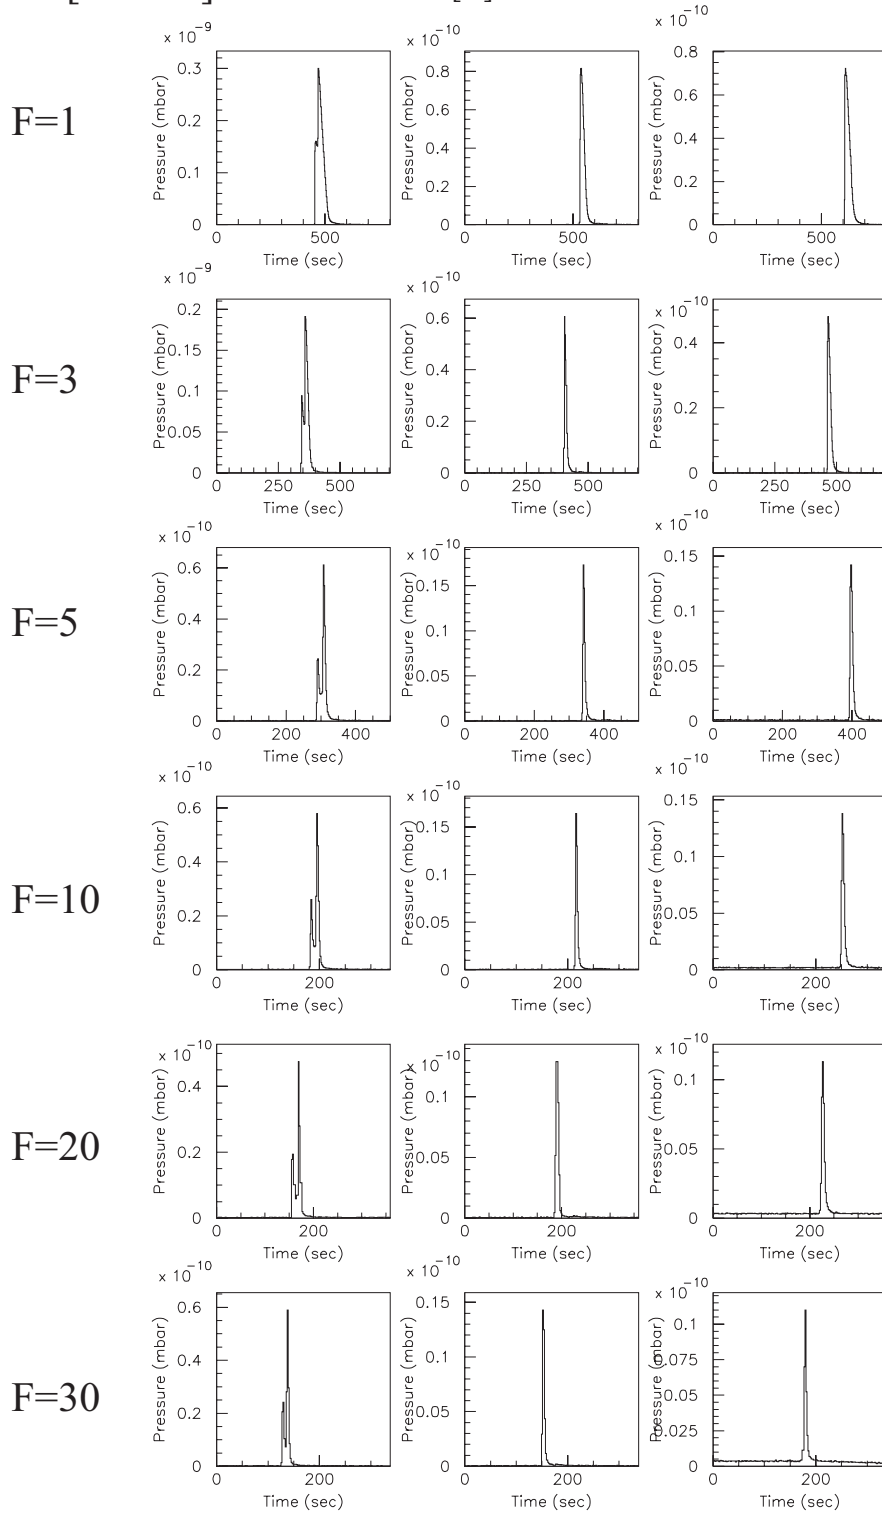 x 10⁻⁹ x 10⁻¹⁰ x 10⁻¹⁰
F=1
Pressure (mbar)
0.3
0.2
0.1
0
0 500
Time (sec)
Pressure (mbar)
0.8
0.6
0.4
0.2
0
0 500
Time (sec)
Pressure (mbar)
0.8
0.6
0.4
0.2
0
0 500
Time (sec)
x 10⁻⁹ x 10⁻¹⁰ x 10⁻¹⁰
F=3
Pressure (mbar)
0.2
0.15
0.1
0.05
0
0 250 500
Time (sec)
Pressure (mbar)
0.6
0.4
0.2
0
0 250 500
Time (sec)
Pressure (mbar)
0.4
0.2
0
0 250 500
Time (sec)
x 10⁻¹⁰ x 10⁻¹⁰ x 10⁻¹⁰
F=5
Pressure (mbar)
0.6
0.4
0.2
0
0 200 400
Time (sec)
Pressure (mbar)
0.15
0.1
0.05
0
0 200 400
Time (sec)
Pressure (mbar)
0.15
0.1
0.05
0
0 200 400
Time (sec)
x 10⁻¹⁰ x 10⁻¹⁰ x 10⁻¹⁰
F=10
Pressure (mbar)
0.6
0.4
0.2
0
0 200
Time (sec)
Pressure (mbar)
0.15
0.1
0.05
0
0 200
Time (sec)
Pressure (mbar)
0.15
0.1
0.05
0
0 200
Time (sec)
x 10⁻¹⁰ x 10⁻¹⁰ x 10⁻¹⁰
F=20
Pressure (mbar)
0.4
0.2
0
0 200
Time (sec)
Pressure (mbar)
0.1
0.05
0
0 200
Time (sec)
Pressure (mbar)
0.1
0.05
0
0 200
Time (sec)
x 10⁻¹⁰ x 10⁻¹⁰ x 10⁻¹⁰
F=30
Pressure (mbar)
0.6
0.4
0.2
0
0 200
Time (sec)
Pressure (mbar)
0.15
0.1
0.05
0
0 200
Time (sec)
Pressure (mbar)
0.1
0.075
0.05
0.025
0
0 200
Time (sec)